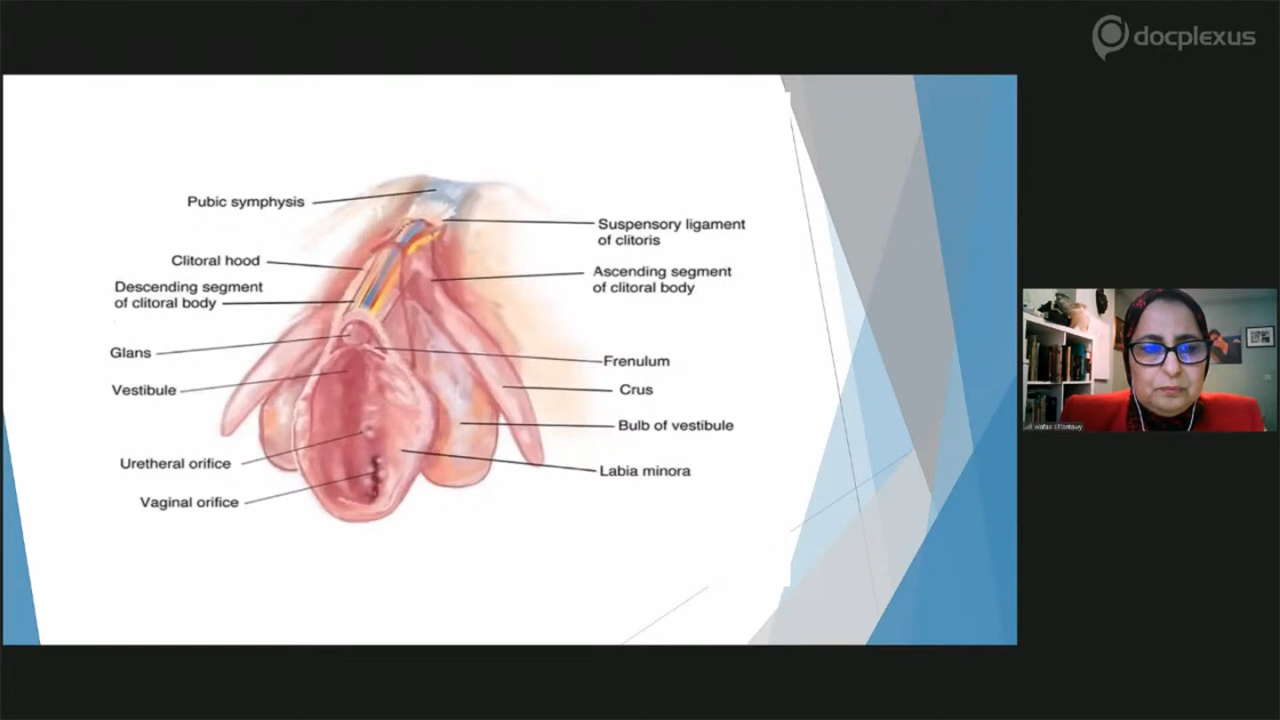 docplexus
Pubic symphysis
Suspensory ligament
of clitoris
Clitoral hood
Ascending segment
of clitoral body
Descending segment
of clitoral body
Glans
Frenulum
Vestibule
Crus
Bulb of vestibule
Uretheral orifice
Labia minora
Vaginal orifice